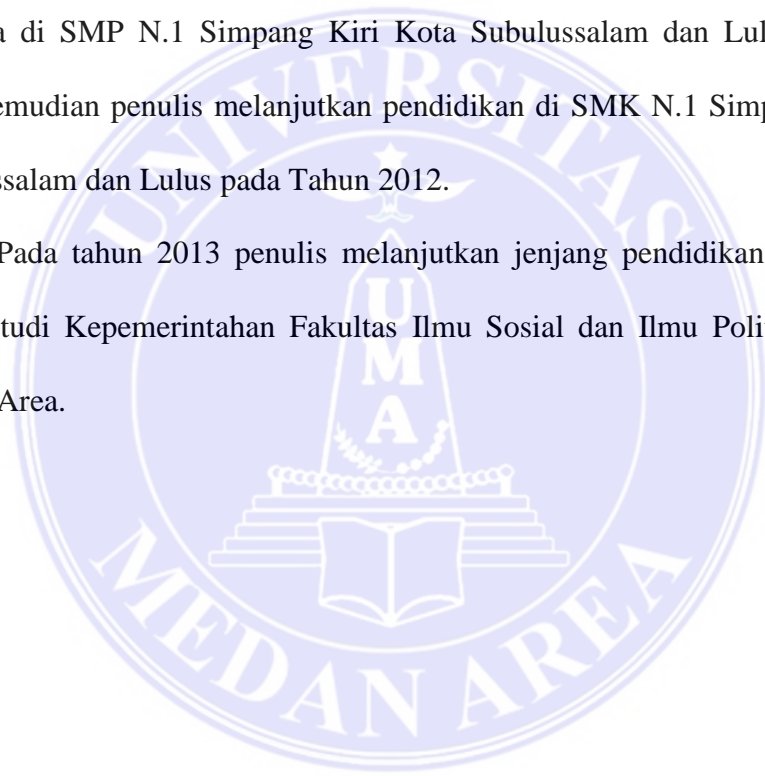 a di SMP N.1 Simpang Kiri Kota Subulussalam dan Lul
emudian penulis melanjutkan pendidikan di SMK N.1 Simp
ssalam dan Lulus pada Tahun 2012.
Pada tahun 2013 penulis melanjutkan jenjang pendidikan
tudi Kepemerintahan Fakultas Ilmu Sosial dan Ilmu Poli
Area.
UNIVERSITAS
UMA
MEDAN AREA